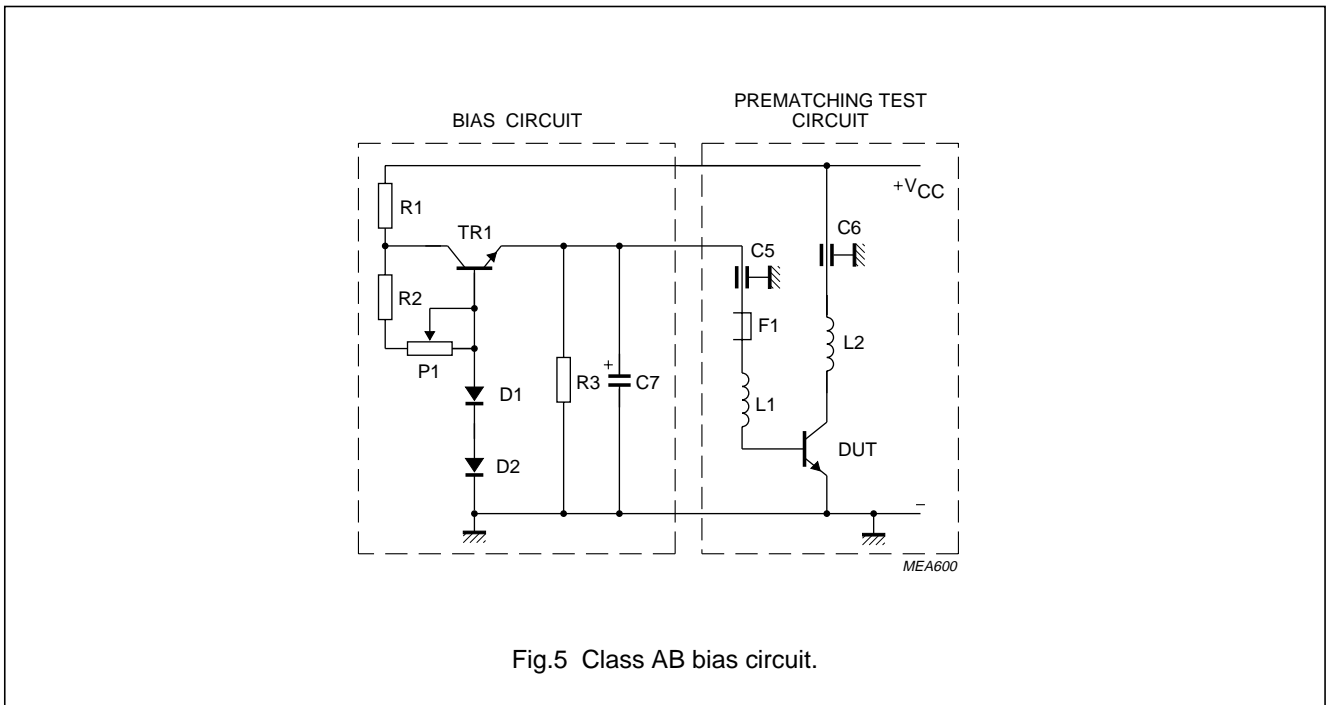 PREMATCHING TEST
CIRCUIT
BIAS CIRCUIT
+VCC
R1
TR1
C6
C5
R2
F1
L2
P1
+
R3
C7
D1
L1
DUT
D2
–
MEA600
Fig.5 Class AB bias circuit.